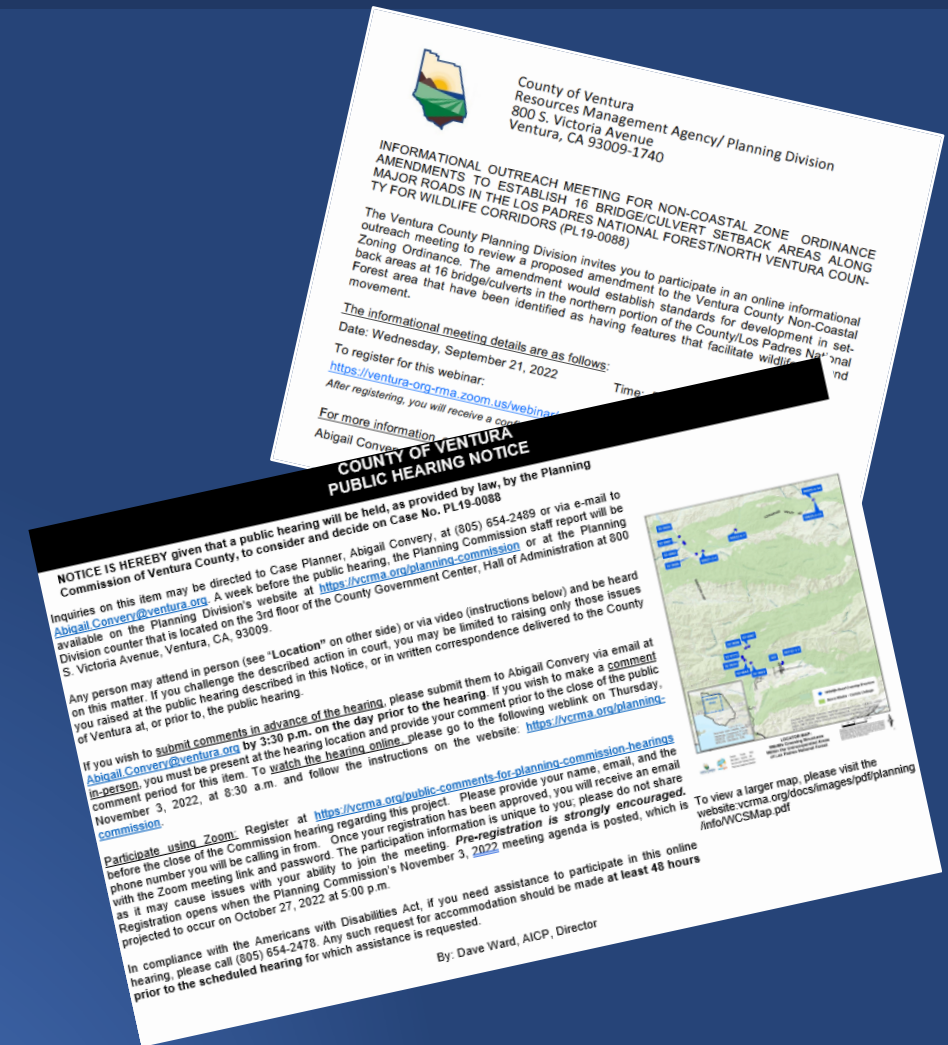 County of Ventura
Resources Management Agency/ Planning Division
800 S. Victoria Avenue
Ventura, CA 93009-1740
INFORMATIONAL OUTREACH MEETING FOR NON-COASTAL ZONE ORDINANCE
AMENDMENTS TO ESTABLISH 16 BRIDGE/CULVERT SETBACK AREAS ALONG
MAJOR ROADS IN THE LOS PADRES NATIONAL FOREST/NORTH VENTURA COUN-
TY FOR WILDLIFE CORRIDORS (PL19-0088)
The Ventura County Planning Division invites you to participate in an online informational
outreach meeting to review a proposed amendment to the Ventura County Non-Coastal
Zoning Ordinance. The amendment would establish standards for development in set-
back areas at 16 bridge/culverts in the northern portion of the County/Los Padres National
Forest area that have been identified as having features that facilitate
movement.
The informational meeting details are as follows:
Date: Wednesday, September 21, 2022
Time:
To register for this webinar:
https://ventura-org-rma.zoom.us/webinar/
After registering, you will receive a
For more information
Abigail
COUNTY OF VENTURA
PUBLIC HEARING NOTICE
NOTICE IS HEREBY given that a public hearing will be held, as provided by law, by the Planning
Commission of Ventura County, to consider and decide on Case No. PL19-0088
Inquiries on this item may be directed to Case Planner, Abigail Convery, at (805) 654-2489 or via e-mail to
Abigail.Convery@ventura.org. A week before the public hearing, the Planning Commission staff report will be
available on the Planning Division's website at https://vcrma.org/planning-commission or at the Planning
Division counter that is located on the 3rd floor of the County Government Center, Hall of Administration at 800
S. Victoria Avenue, Ventura, CA, 93009.
Any person may attend in person (see "Location" on other side) or via video (instructions below) and be heard
on this matter. If you challenge the described action in court, you may be limited to raising only those issues
you raised at the public hearing described in this Notice, or in written correspondence delivered to the County
of Ventura at, or prior to, the public hearing.
If you wish to submit comments in advance of the hearing, please submit them to Abigail Convery via email at
Abigail.Convery@ventura.org by 3:30 p.m. on the day prior to the hearing. If you wish to make a comment
in-person, you must be present at the hearing location and provide your comment prior to the close of the public
comment period for this item. To watch the hearing online, please go to the following weblink on Thursday,
November 3, 2022, at 8:30 a.m. and follow the instructions on the website: https://vcrma.org/planning-
commission.
Participate using Zoom: Register at https://vcrma.org/public-comments-for-planning-commission-hearings
before the close of the Commission hearing regarding this project. Please provide your name, email, and the
phone number you will be calling in from. Once your registration has been approved, you will receive an email
with the Zoom meeting link and password. The participation information is unique to you; please do not share
as it may cause issues with your ability to join the meeting. Pre-registration is strongly encouraged.
Registration opens when the Planning Commission's November 3, 2022 meeting agenda is posted, which is
projected to occur on October 27, 2022 at 5:00 p.m.
In compliance with the Americans with Disabilities Act, if you need assistance to participate in this online
hearing, please call (805) 654-2478. Any such request for accommodation should be made at least 48 hours
prior to the scheduled hearing for which assistance is requested.
By: Dave Ward, AICP, Director
To view a larger map, please visit the
website:vcrma.org/docs/images/pdf/planning
/info/WCSMap.pdf